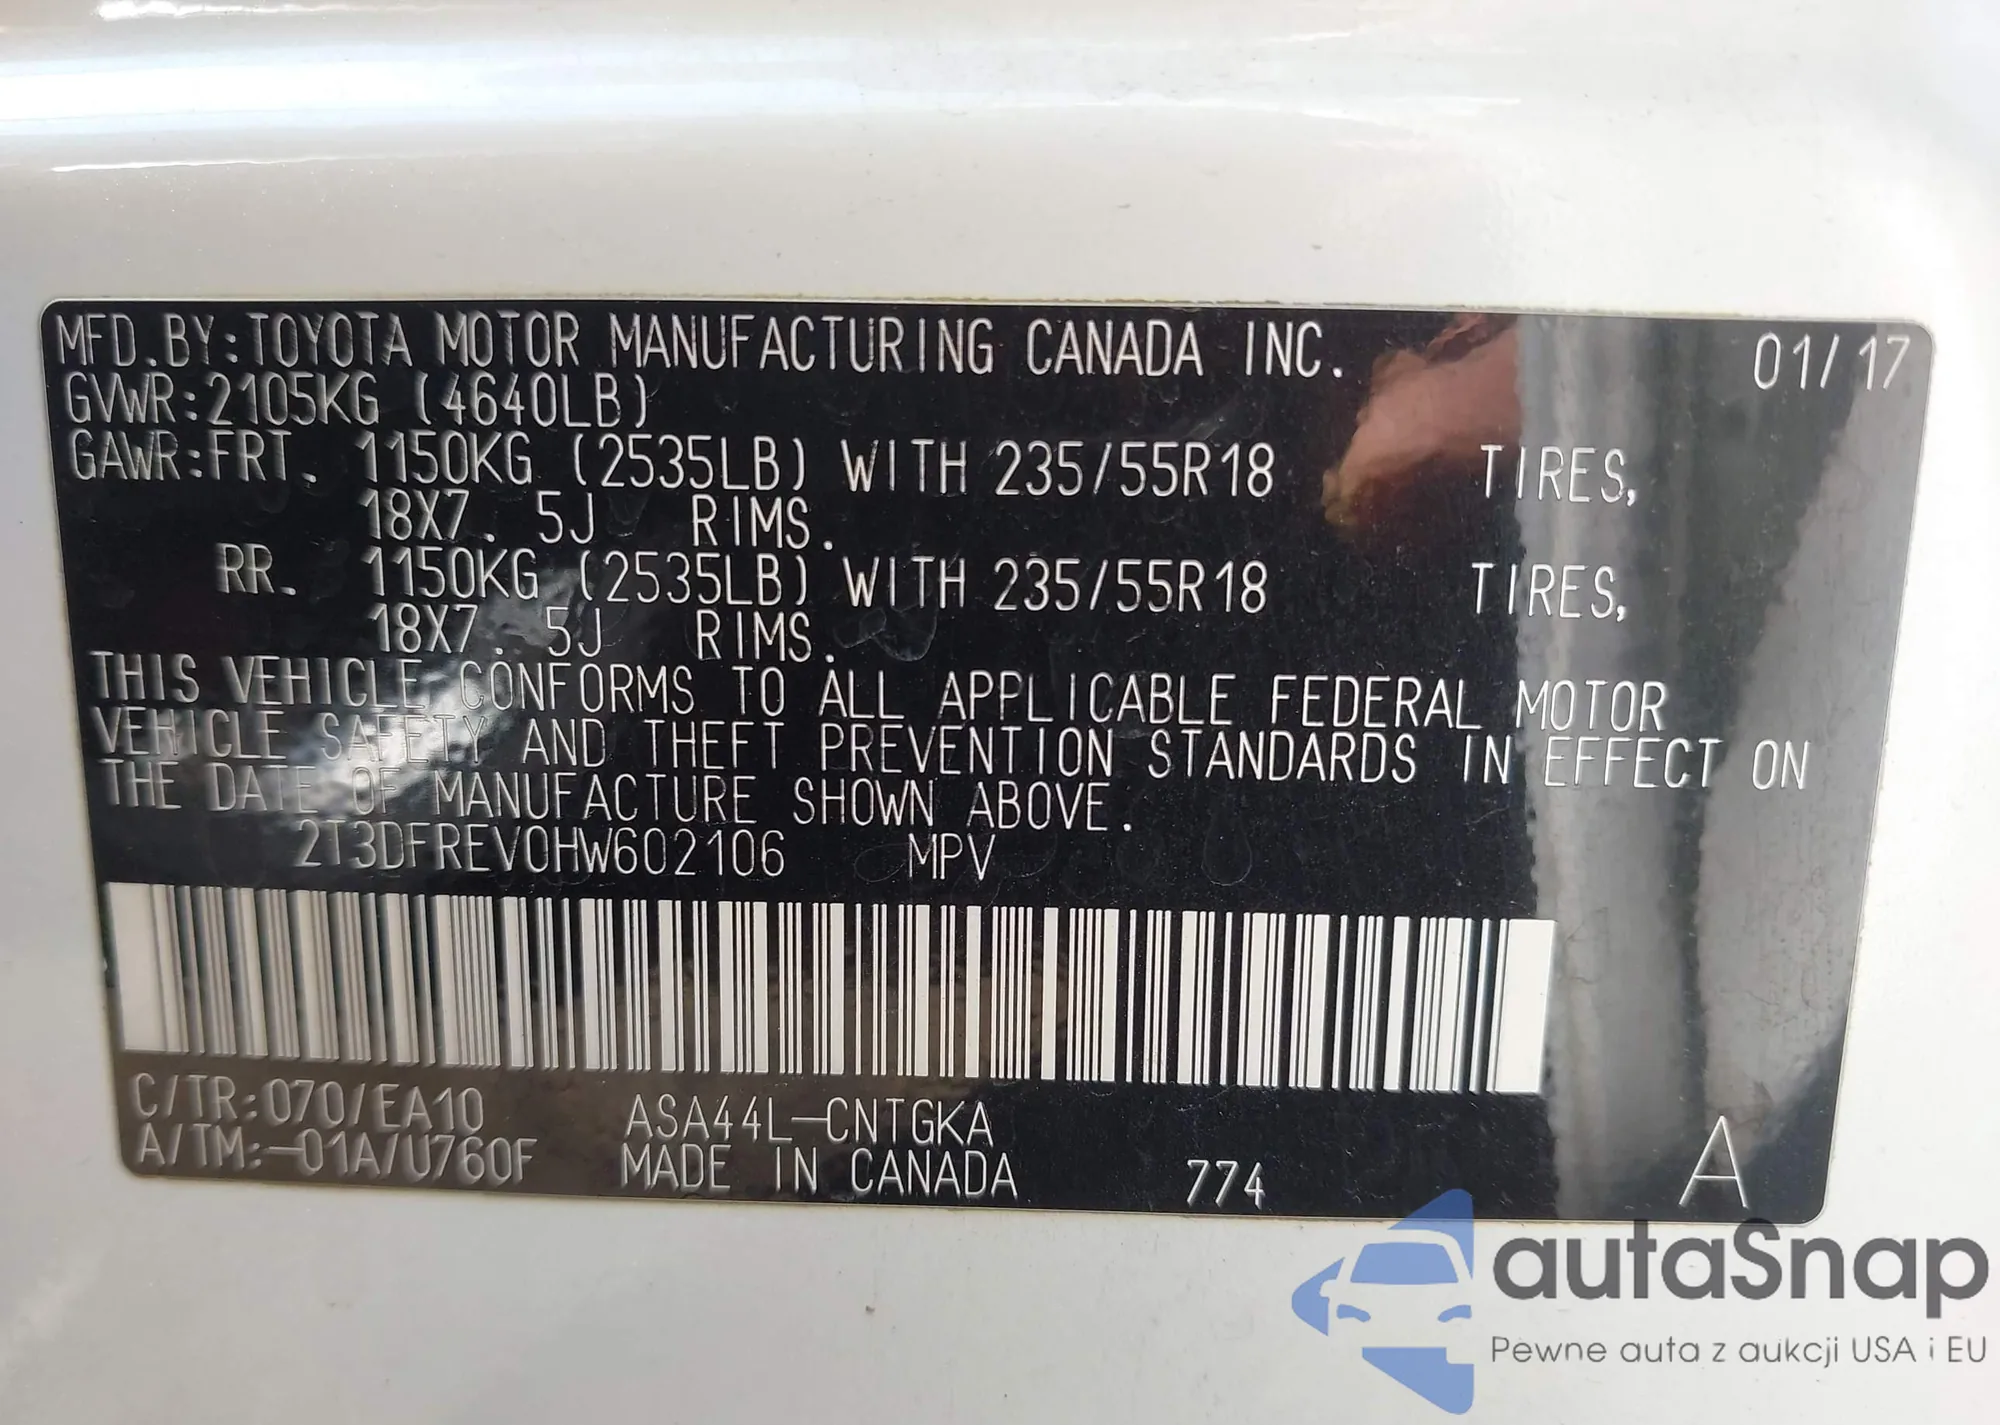 MFD.BY:TOYOTA MOTOR MANUFACTURING CANADA INC. 01/17
GVWR:2105KG (4640LB)
GAWR:FRT. 1150KG (2535LB) WITH 235/55R18 TIRES,
18X7.5J RIMS.
RR. 1150KG (2535LB) WITH 235/55R18 TIRES,
18X7.5J RIMS.
THIS VEHICLE CONFORMS TO ALL APPLICABLE FEDERAL MOTOR
VEHICLE SAFETY AND THEFT PREVENTION STANDARDS IN EFFECT ON
THE DATE OF MANUFACTURE SHOWN ABOVE.
2T3DFREV0HW602106 MPV
C/TR:070/EA10 ASA44L-CNTGKA
A/TM:-01A/U760F MADE IN CANADA 774 A
autaSnap
Pewne auta z aukcji USA i EU